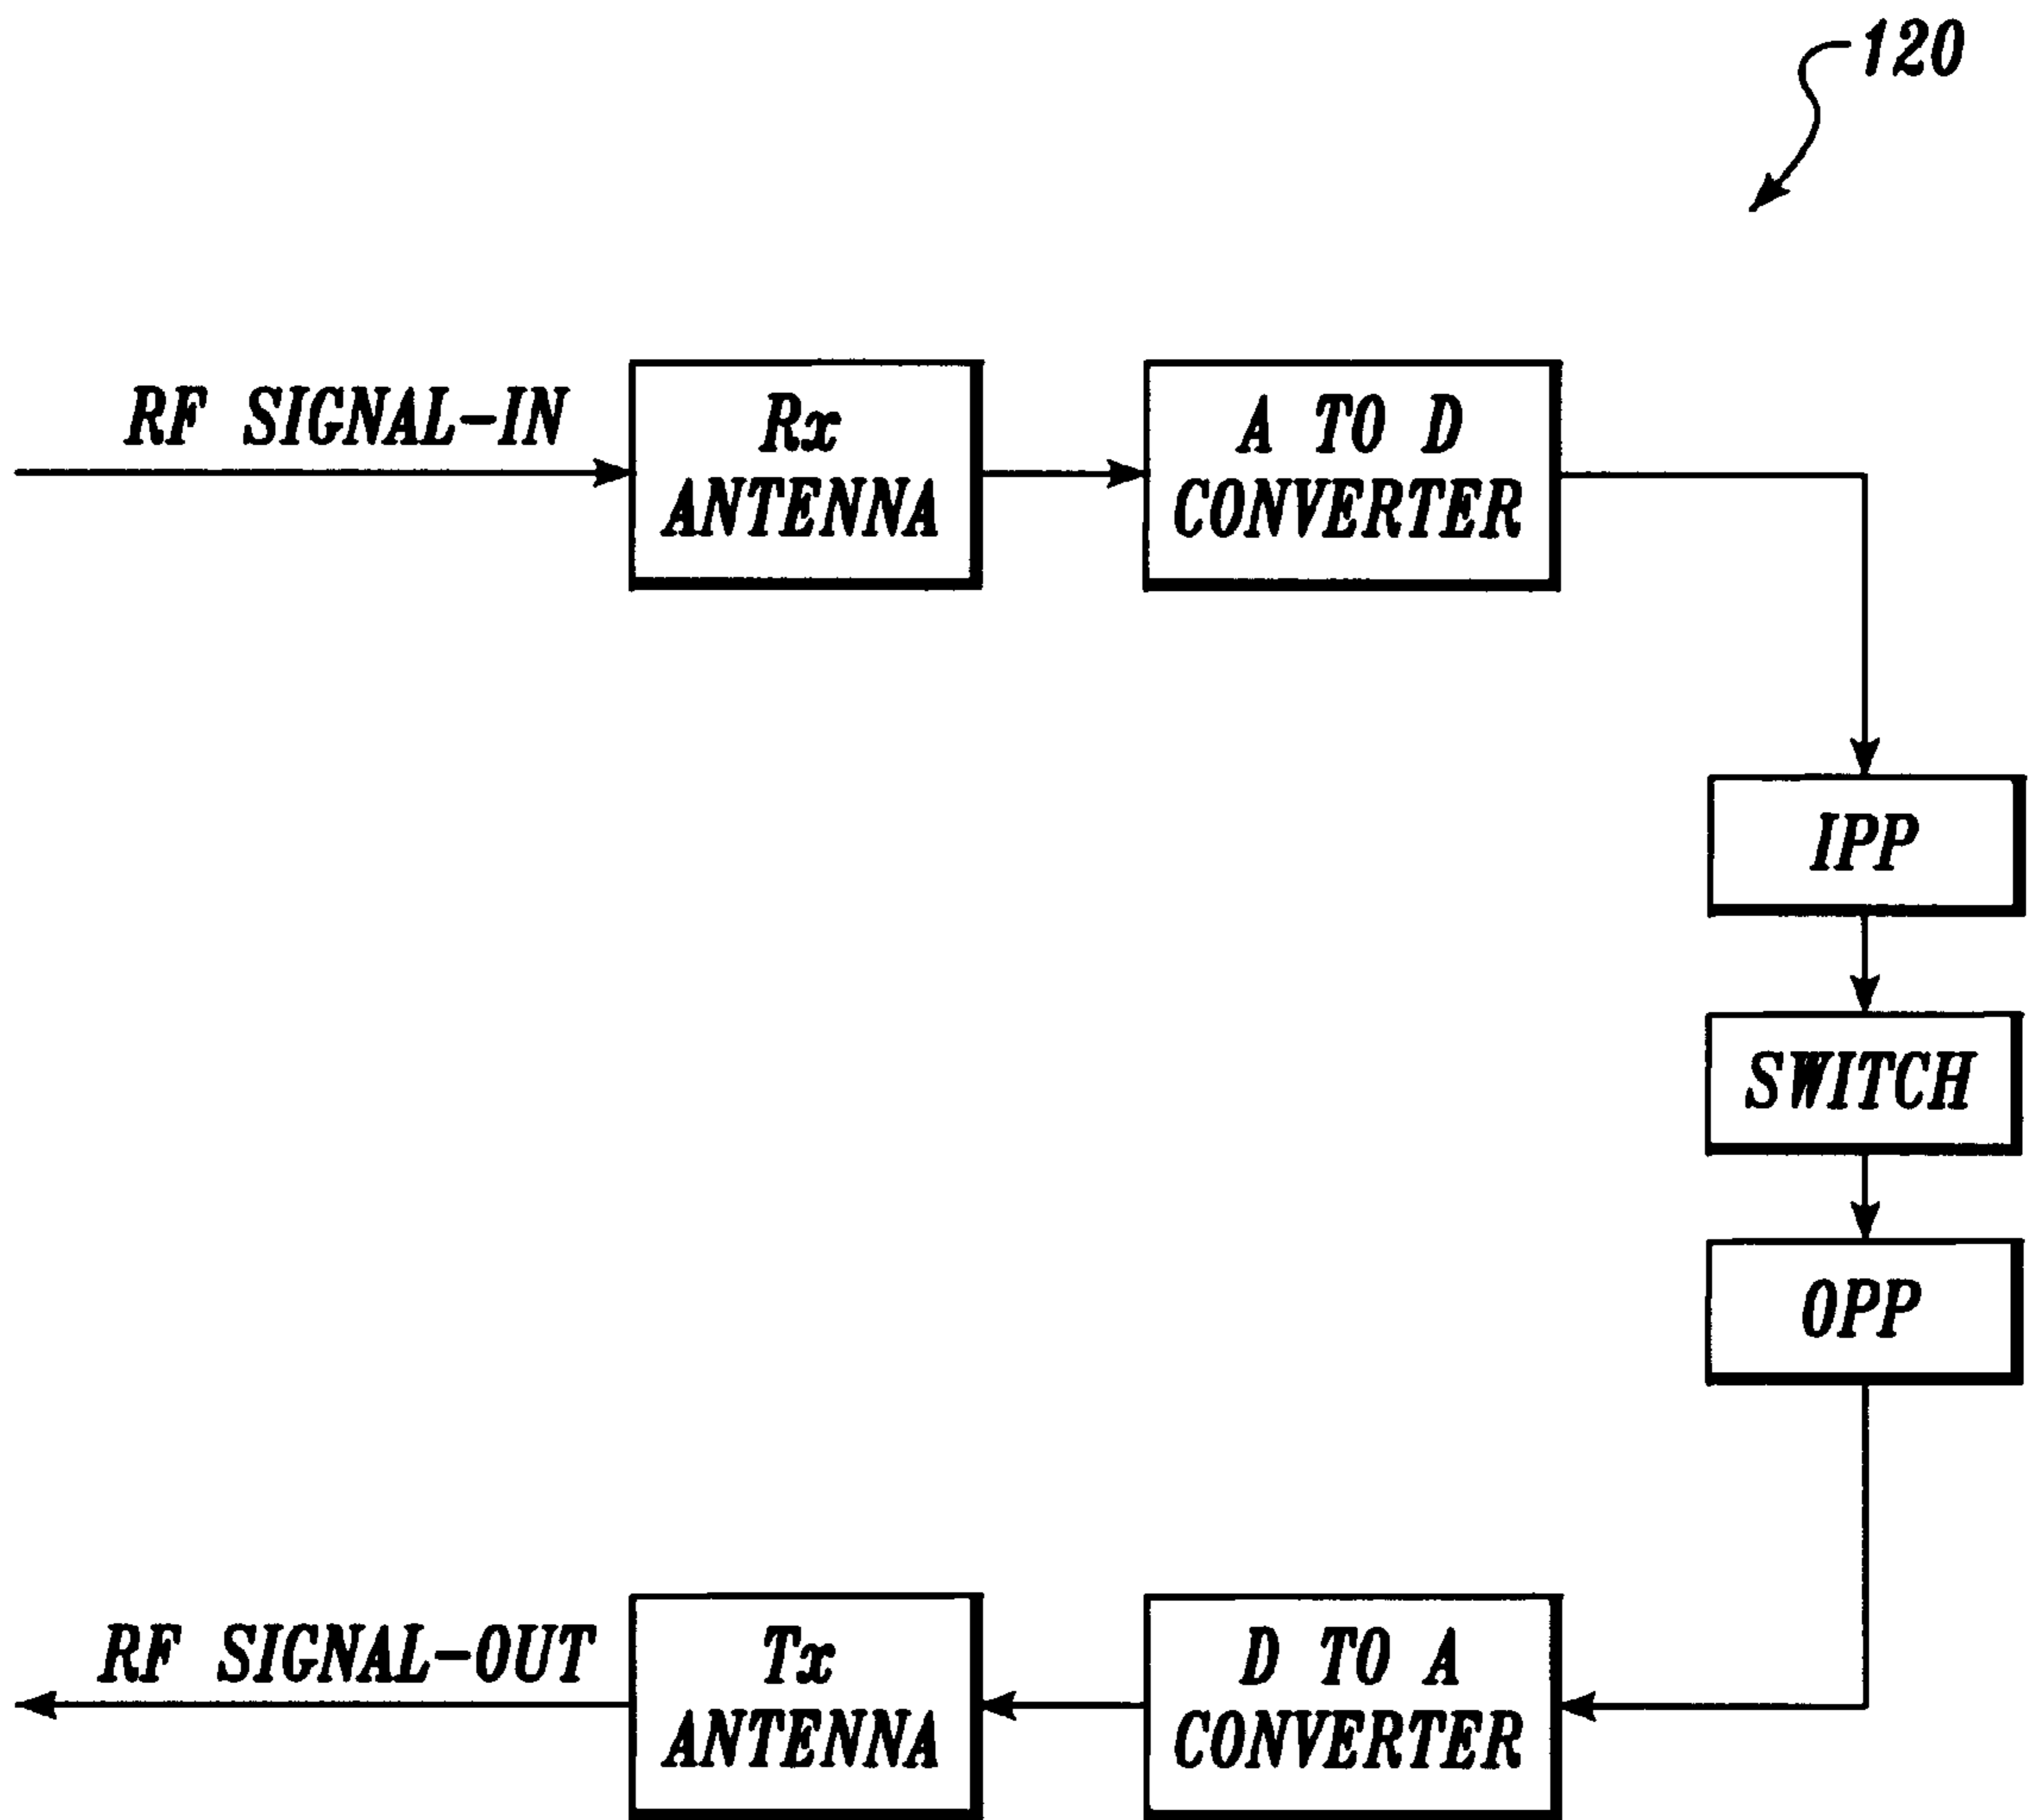 120
RF SIGNAL-IN
Rx
ANTENNA
A TO D
CONVERTER
IPP
SWITCH
OPP
RF SIGNAL-OUT
Tx
ANTENNA
D TO A
CONVERTER